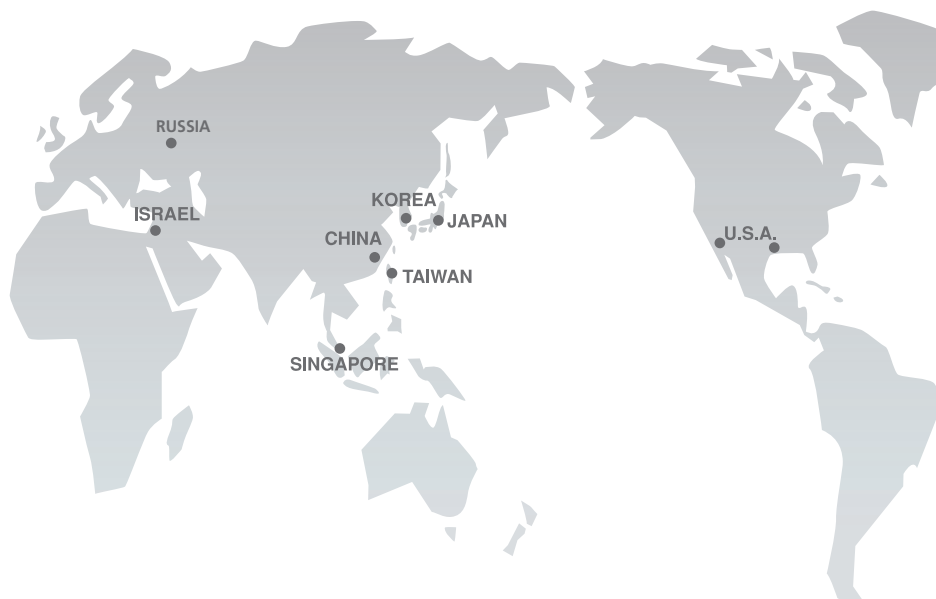 RUSSIA
KOREA
ISRAEL
JAPAN
U.S.A.
CHINA
TAIWAN
SINGAPORE